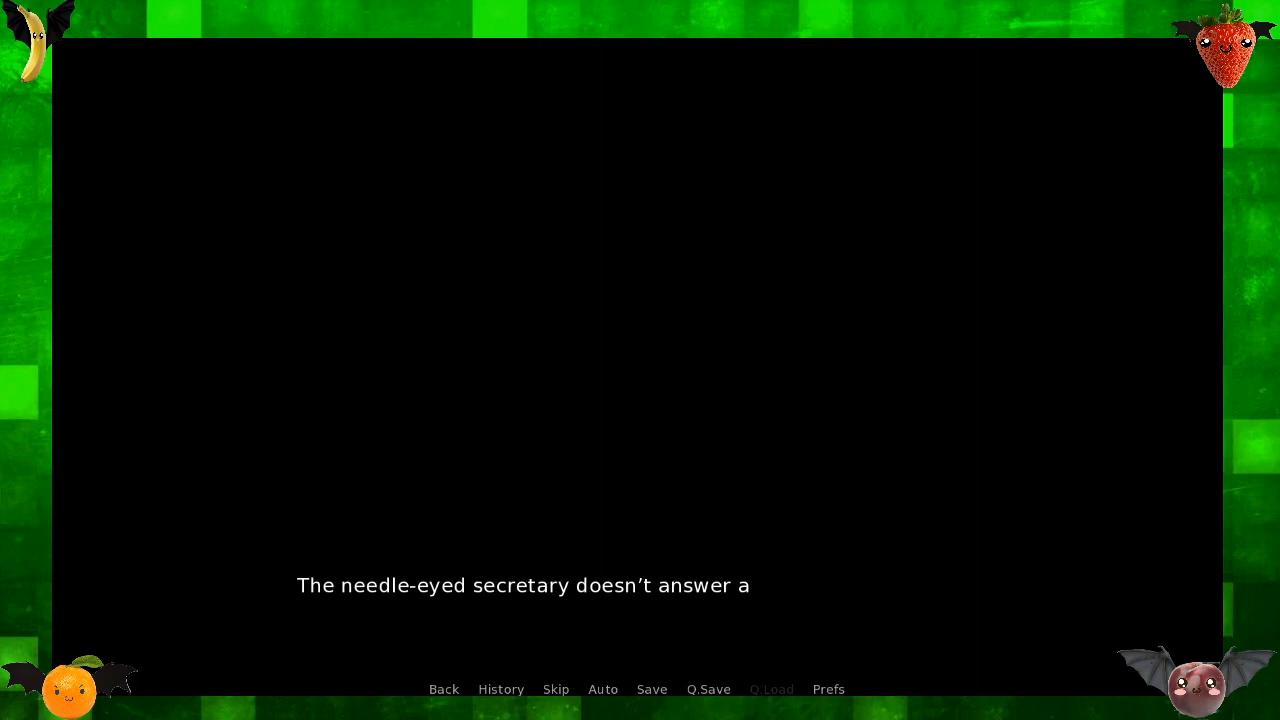 The needle-eyed secretary doesn’t answer a
Back History Skip Auto Save Q.Save Q.Load Prefs